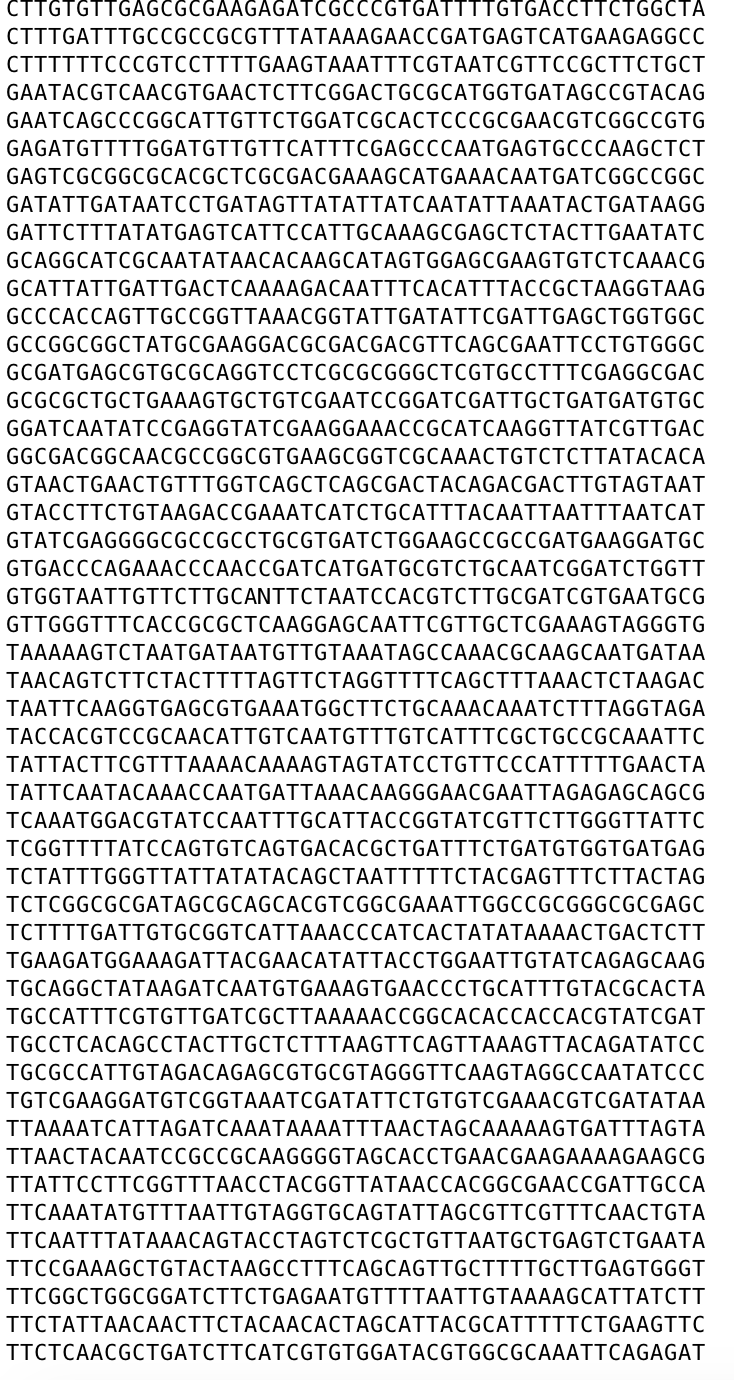 CTTGTGTTGAGCGCGAAGAGATCGCCCGTGATTTTGTGACCTTCTGGCTA
CTTTGATTTGCCGCCGCGTTTATAAAGAACCGATGAGTCATGAAGAGGCC
CTTTTTTCCCGTCCTTTTGAAGTAAATTTCGTAATCGTTCCGCTTCTGCT
GAATACGTCAACGTGAACTCTTCGGACTGCGCATGGTGATAGCCGTACAG
GAATCAGCCCGGCATTGTTCTGGATCGCACTCCCGCGAACGTCGGCCGTG
GAGATGTTTTGGATGTTGTTCATTTCGAGCCCAATGAGTGCCCAAGCTCT
GAGTCGCGGCGCACGCTCGCGACGAAAGCATGAAACAATGATCGGCCGGC
GATATTGATAATCCTGATAGTTATATTATCAATATTAAATACTGATAAGG
GATTCTTTATATGAGTCATTCCATTGCAAAGCGAGCTCTACTTGAATATC
GCAGGCATCGCAATATAACACAAGCATAGTGGAGCGAAGTGTCTCAAACG
GCATTATTGATTGACTCAAAAGACAATTTCACATTTACCGCTAAGGTAAG
GCCCACCAGTTGCCGGTTAAACGGTATTGATATTCGATTGAGCTGGTGGC
GCCGGCGGCTATGCGAAGGACGCGACGACGTTCAGCGAATTCCTGTGGGC
GCGATGAGCGTGCGCAGGTCCTCGCGCGGGCTCGTGCCTTTCGAGGCGAC
GCGCGCTGCTGAAAGTGCTGTCGAATCCGGATCGATTGCTGATGATGTGC
GGATCAATATCCGAGGTATCGAAGGAAACCGCATCAAGGTTATCGTTGAC
GGCGACGGCAACGCCGGCGTGAAGCGGTCGCAAACTGTCTCTTATACACA
GTAACTGAACTGTTTGGTCAGCTCAGCGACTACAGACGACTTGTAGTAAT
GTACCTTCTGTAAGACCGAAATCATCTGCATTTACAATTAATTTAATCAT
GTATCGAGGGGCGCCGCCTGCGTGATCTGGAAGCCGCCGATGAAGGATGC
GTGACCCAGAAACCCAACCGATCATGATGCGTCTGCAATCGGATCTGGTT
GTGGTAATTGTTCTTGCANTTCTAATCCACGTCTTGCGATCGTGAATGCG
GTTGGGTTTCACCGCGCTCAAGGAGCAATTCGTTGCTCGAAAGTAGGGTG
TAAAAAGTCTAATGATAATGTTGTAAATAGCCAAACGCAAGCAATGATAA
TAACAGTCTTCTACTTTTAGTTCTAGGTTTTCAGCTTTAAACTCTAAGAC
TAATTCAAGGTGAGCGTGAAATGGCTTCTGCAAACAAATCTTTAGGTAGA
TACCACGTCCGCAACATTGTCAATGTTTGTCATTTCGCTGCCGCAAATTC
TATTACTTCGTTTAAAACAAAAGTAGTATCCTGTTCCCATTTTTGAACTA
TATTCAATACAAACCAATGATTAAACAAGGGAACGAATTAGAGAGCAGCG
TCAAATGGACGTATCCAATTTGCATTACCGGTATCGTTCTTGGGTTATTC
TCGGTTTTATCCAGTGTCAGTGACACGCTGATTTCTGATGTGGTGATGAG
TCTATTTGGGTTATTATATACAGCTAATTTTTCTACGAGTTTCTTACTAG
TCTCGGCGCGATAGCGCAGCACGTCGGCGAAATTGGCCGCGGGCGCGAGC
TCTTTTGATTGTGCGGTCATTAAACCCATCACTATATAAAACTGACTCTT
TGAAGATGGAAAGATTACGAACATATTACCTGGAATTGTATCAGAGCAAG
TGCAGGCTATAAGATCAATGTGAAAGTGAACCCTGCATTTGTACGCACTA
TGCCATTTCGTGTTGATCGCTTAAAAACCGGCACACCACCACGTATCGAT
TGCCTCACAGCCTACTTGCTCTTTAAGTTCAGTTAAAGTTACAGATATCC
TGCGCCATTGTAGACAGAGCGTGCGTAGGGTTCAAGTAGGCCAATATCCC
TGTCGAAGGATGTCGGTAAATCGATATTCTGTGTCGAAACGTCGATATAA
TTAAAATCATTAGATCAAATAAAATTTAACTAGCAAAAAGTGATTTAGTA
TTAACTACAATCCGCCGCAAGGGGTAGCACCTGAACGAAGAAAAGAAGCG
TTATTCCTTCGGTTTAACCTACGGTTATAACCACGGCGAACCGATTGCCA
TTCAAATATGTTTAATTGTAGGTGCAGTATTAGCGTTCGTTTCAACTGTA
TTCAATTTATAAACAGTACCTAGTCTCGCTGTTAATGCTGAGTCTGAATA
TTCCGAAAGCTGTACTAAGCCTTTCAGCAGTTGCTTTTGCTTGAGTGGGT
TTCGGCTGGCGGATCTTCTGAGAATGTTTTAATTGTAAAAGCATTATCTT
TTCTATTAACAACTTCTACAACACTAGCATTACGCATTTTTCTGAAGTTC
TTCTCAACGCTGATCTTCATCGTGTGGATACGTGGCGCAAATTCAGAGAT